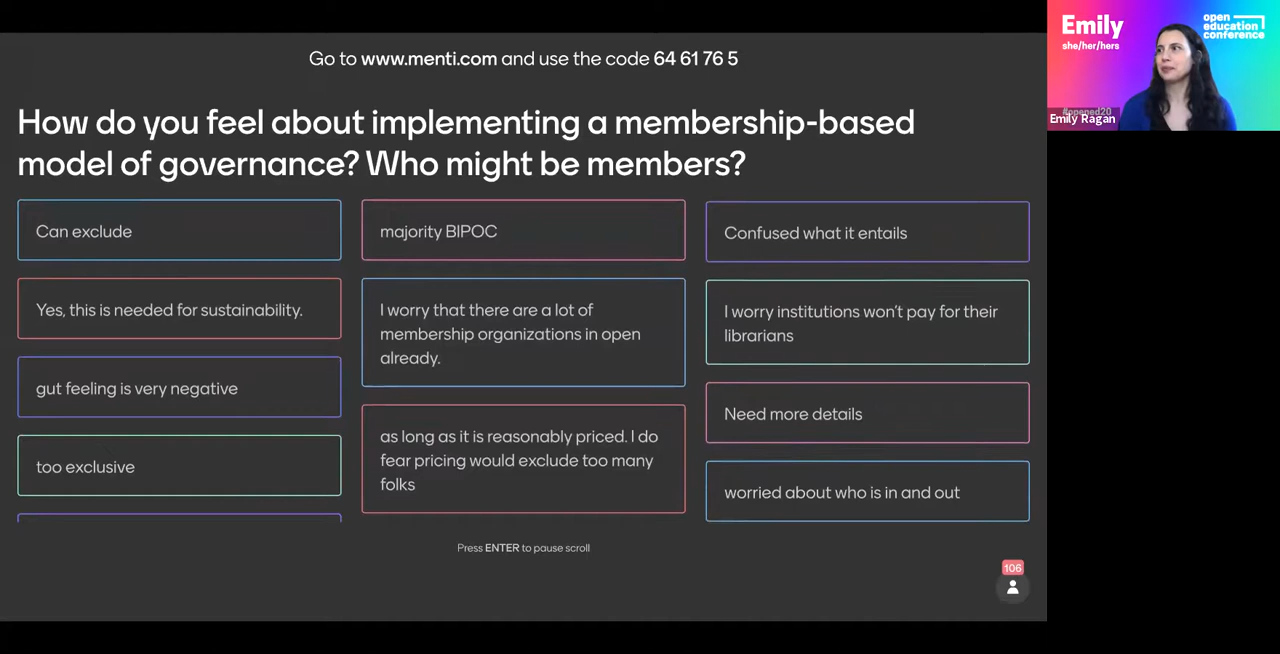 Go to www.menti.com and use the code 64 61 76 5
How do you feel about implementing a membership-based
model of governance? Who might be members?
Can exclude
Yes, this is needed for sustainability.
gut feeling is very negative
too exclusive
majority BIPOC
I worry that there are a lot of
membership organizations in open
already.
as long as it is reasonably priced. I do
fear pricing would exclude too many
folks
Confused what it entails
I worry institutions won't pay for their
librarians
Need more details
worried about who is in and out
Press ENTER to pause scroll
106
Emily
she/her/hers
open
education
conference
#opened20
Emily Ragan